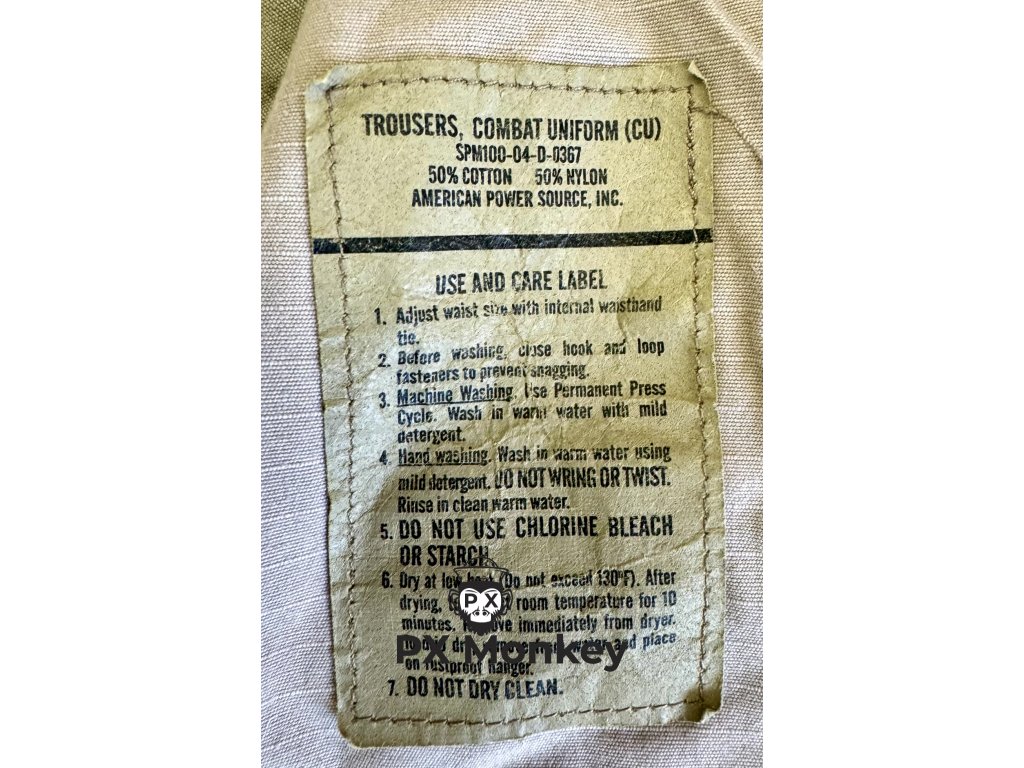 TROUSERS, COMBAT UNIFORM (CU)
SPM100-04-D-0367
50% COTTON 50% NYLON
AMERICAN POWER SOURCE, INC.
USE AND CARE LABEL
1. Adjust waist size with internal waistband
tie.
2. Before washing, close hook and loop
fasteners to prevent snagging.
3. Machine Washing. Use Permanent Press
Cycle. Wash in warm water with mild
detergent.
4. Hand washing. Wash in warm water using
mild detergent. DO NOT WRING OR TWIST.
Rinse in clean warm water.
5. DO NOT USE CHLORINE BLEACH
OR STARCH
6. Dry at low heat (Do not exceed 130°F). After
drying, room temperature for 10
minutes. Remove immediately from dryer.
water and place
on rustproof hanger.
7. DO NOT DRY CLEAN.
PX
PX Monkey